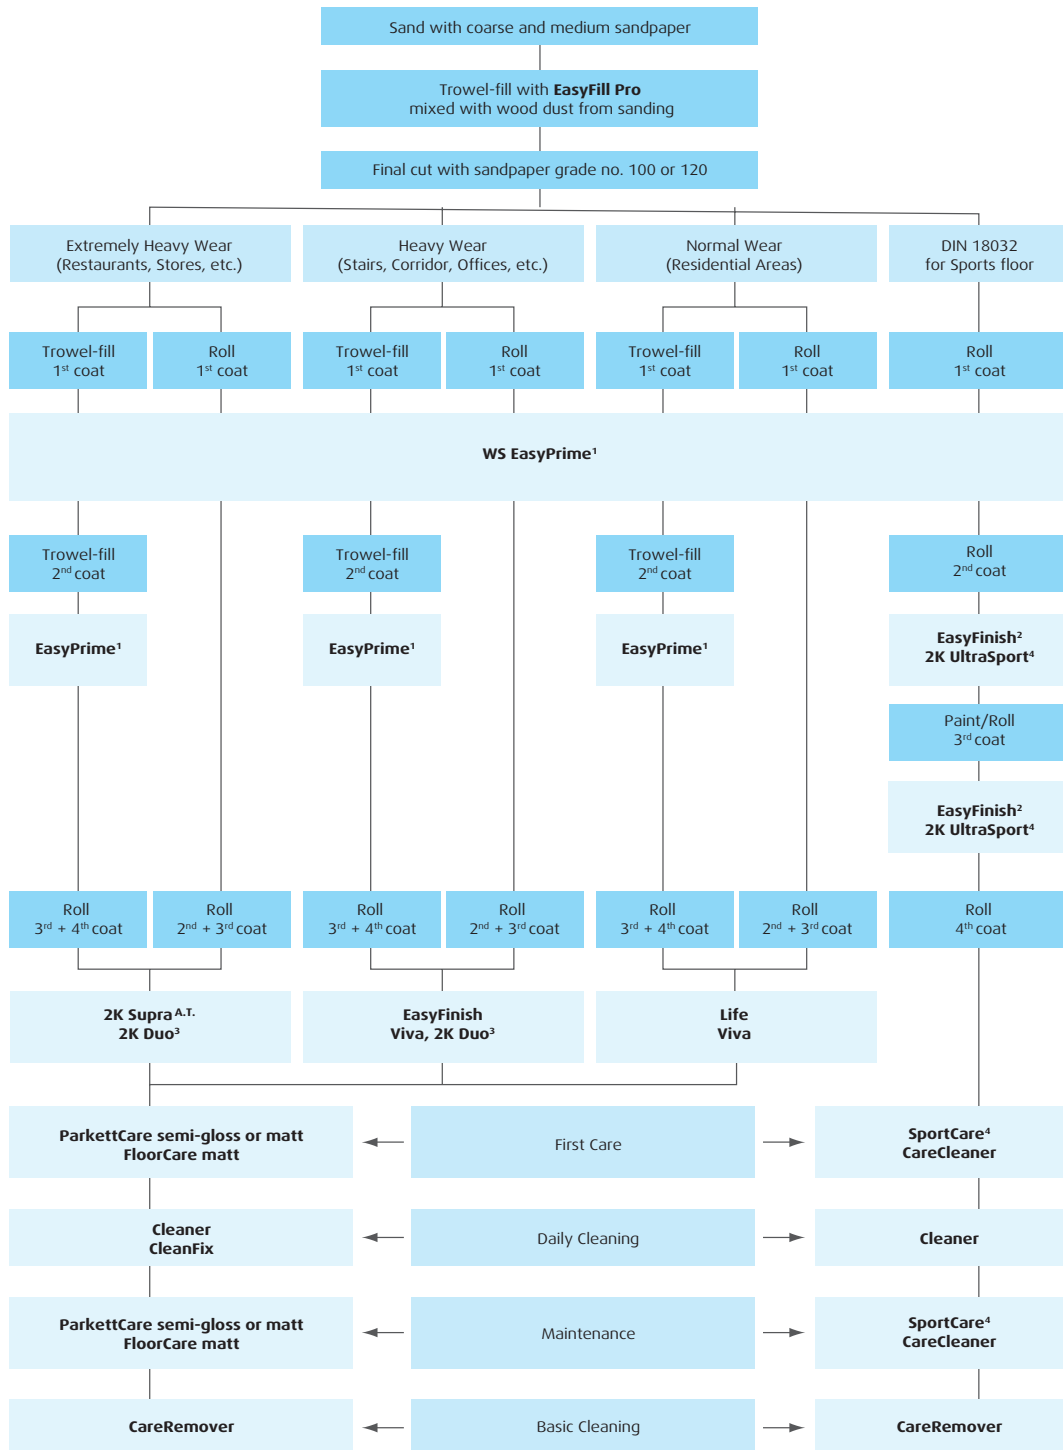 Sand with coarse and medium sandpaper
Trowel-fill with EasyFill Pro
mixed with wood dust from sanding
Final cut with sandpaper grade no. 100 or 120
Extremely Heavy Wear
(Restaurants, Stores, etc.)
Heavy Wear
(Stairs, Corridor, Offices, etc.)
Normal Wear
(Residential Areas)
DIN 18032
for Sports floor
Trowel-fill
1st coat
Roll
1st coat
Trowel-fill
1st coat
Roll
1st coat
Trowel-fill
1st coat
Roll
1st coat
Roll
1st coat
WS EasyPrime¹
Trowel-fill
2nd coat
Trowel-fill
2nd coat
Trowel-fill
2nd coat
Roll
2nd coat
EasyPrime¹
EasyPrime¹
EasyPrime¹
EasyFinish²
2K UltraSport⁴
Paint/Roll
3rd coat
EasyFinish²
2K UltraSport⁴
Roll
3rd + 4th coat
Roll
2nd + 3rd coat
Roll
3rd + 4th coat
Roll
2nd + 3rd coat
Roll
3rd + 4th coat
Roll
2nd + 3rd coat
Roll
4th coat
2K Supra A.T.
2K Duo³
EasyFinish
Viva, 2K Duo³
Life
Viva
ParkettCare semi-gloss or matt
FloorCare matt
First Care
SportCare⁴
CareCleaner
Cleaner
CleanFix
Daily Cleaning
Cleaner
ParkettCare semi-gloss or matt
FloorCare matt
Maintenance
SportCare⁴
CareCleaner
CareRemover
Basic Cleaning
CareRemover